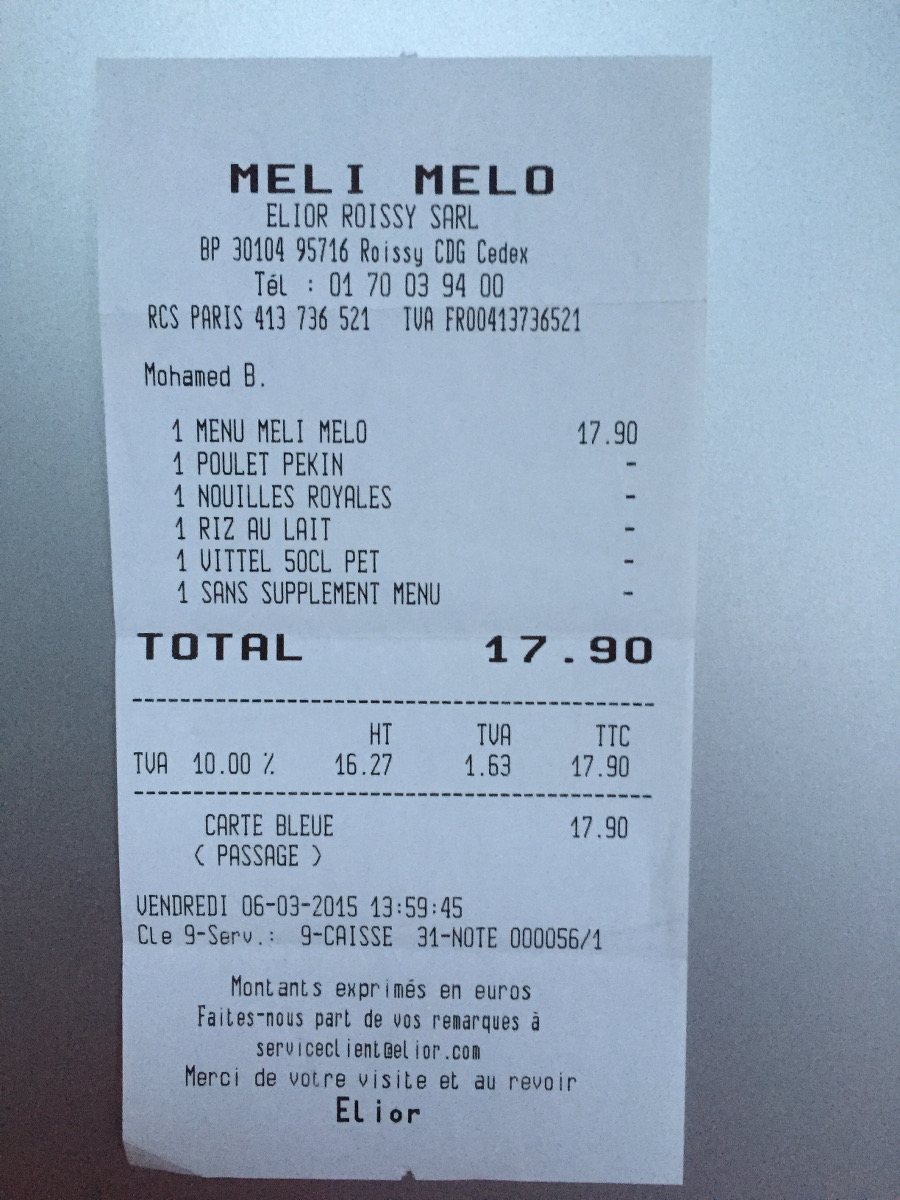 MELI MELO
ELIOR ROISSY SARL
BP 30104 95716 Roissy CDG Cedex
Tél : 01 70 03 94 00
RCS PARIS 413 736 521 TVA FR00413736521
Mohamed B.
1 MENU MELI MELO 17.90
1 POULET PEKIN -
1 NOUILLES ROYALES -
1 RIZ AU LAIT -
1 VITTEL 50CL PET -
1 SANS SUPPLEMENT MENU -
TOTAL 17.90
HT TVA TTC
TVA 10.00 % 16.27 1.63 17.90
CARTE BLEUE 17.90
( PASSAGE )
VENDREDI 06-03-2015 13:59:45
Cle 9-Serv.: 9-CAISSE 31-NOTE 000056/1
Montants exprimés en euros
Faites-nous part de vos remarques à
serviceclient@elior.com
Merci de votre visite et au revoir
Elior